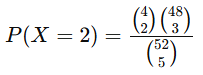 $$P(X = 2) = \frac{\binom{4}{2}\binom{48}{3}}{\binom{52}{5}}$$